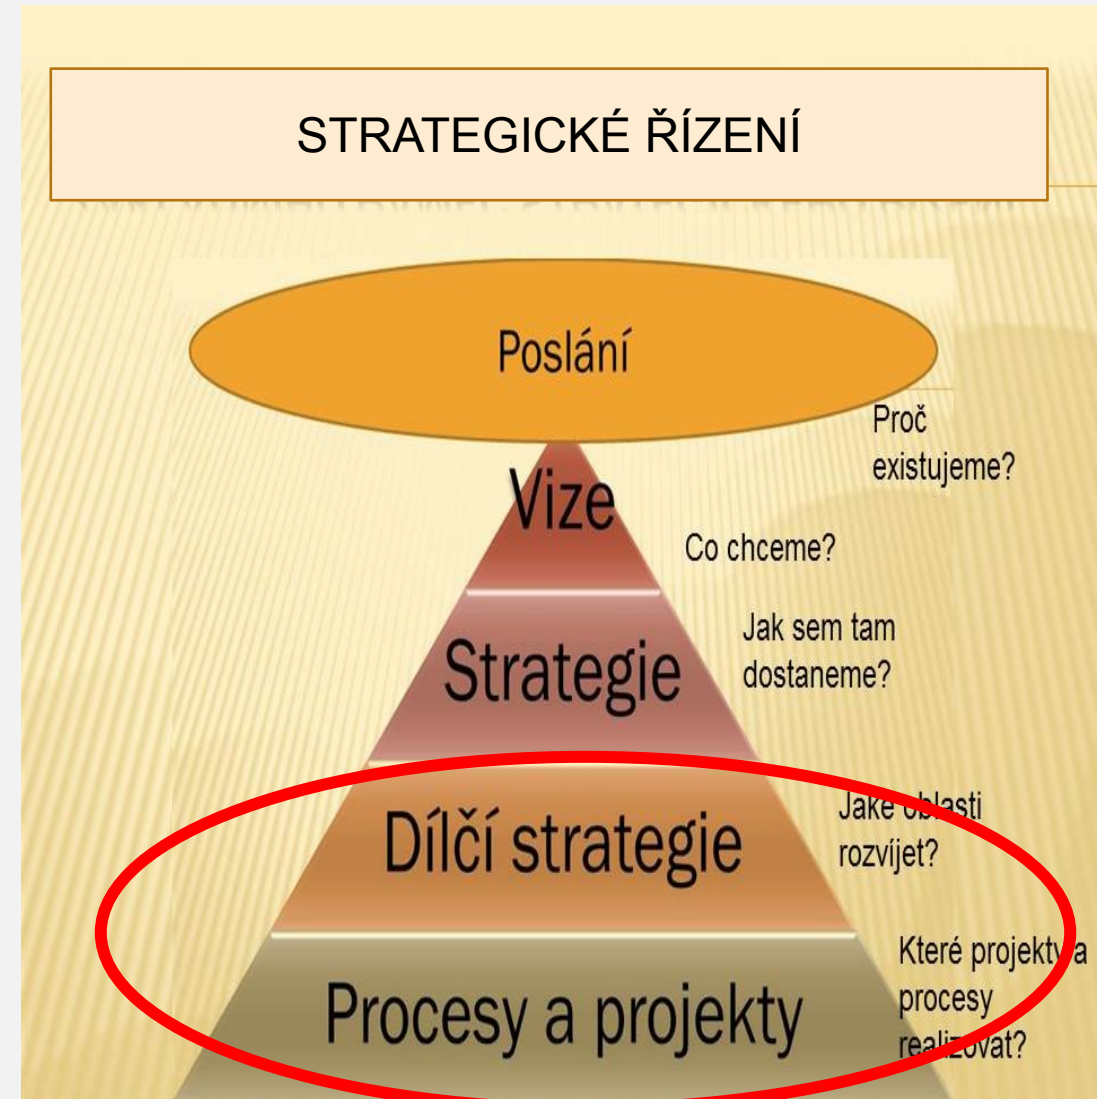 STRATEGICKÉ ŘÍZENÍ
Poslání
Proč
existujeme?
Vize
Co chceme?
Jak sem tam
dostaneme?
Strategie
Jaké oblasti
rozvíjet?
Dílčí strategie
Které projekty a
procesy
realizovat?
Procesy a projekty